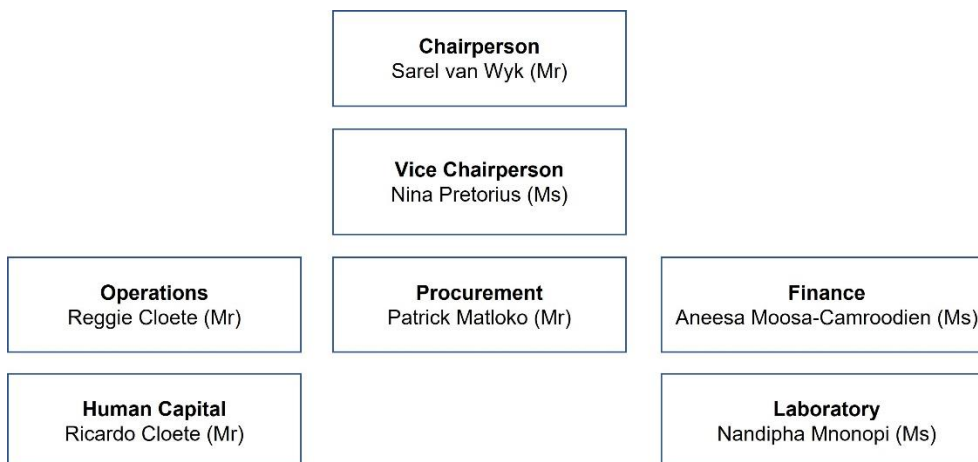 Chairperson
Sarel van Wyk (Mr)
Vice Chairperson
Nina Pretorius (Ms)
Operations
Reggie Cloete (Mr)
Procurement
Patrick Matloko (Mr)
Finance
Aneesa Moosa-Camroodien (Ms)
Human Capital
Ricardo Cloete (Mr)
Laboratory
Nandipha Mnonopi (Ms)